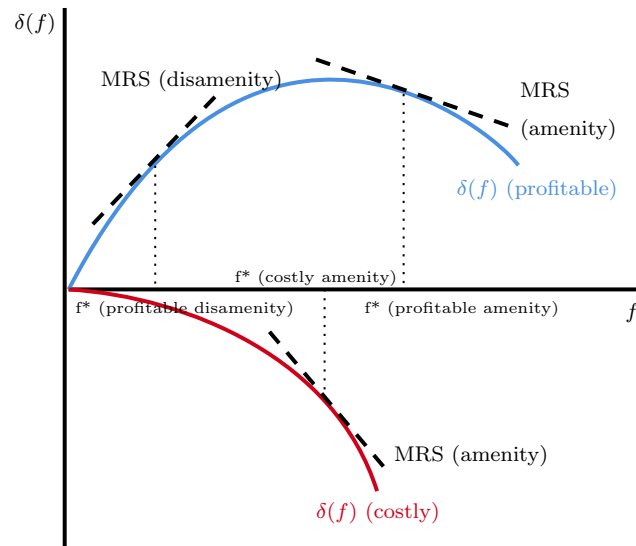 δ(f)
MRS (disamenity)
MRS
(amenity)
δ(f) (profitable)
f* (costly amenity)
f* (profitable disamenity)
f* (profitable amenity)
f
MRS (amenity)
δ(f) (costly)